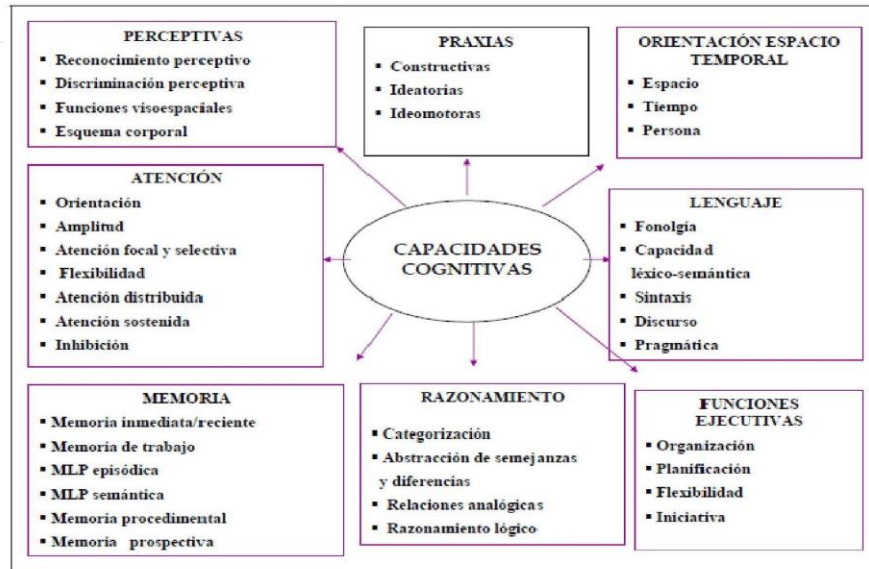 PERCEPTIVAS
▪ Reconocimiento perceptivo
▪ Discriminación perceptiva
▪ Funciones visoespaciales
▪ Esquema corporal
PRAXIAS
▪ Constructivas
▪ Ideatorias
▪ Ideomotoras
ORIENTACIÓN ESPACIO
TEMPORAL
▪ Espacio
▪ Tiempo
▪ Persona
ATENCIÓN
▪ Orientación
▪ Amplitud
▪ Atención focal y selectiva
▪ Flexibilidad
▪ Atención distribuida
▪ Atención sostenida
▪ Inhibición
CAPACIDADES
COGNITIVAS
LENGUAJE
▪ Fonolgía
▪ Capacidad
léxico-semántica
▪ Sintaxis
▪ Discurso
▪ Pragmática
MEMORIA
▪ Memoria inmediata/reciente
▪ Memoria de trabajo
▪ MLP episódica
▪ MLP semántica
▪ Memoria procedimental
▪ Memoria prospectiva
RAZONAMIENTO
▪ Categorización
▪ Abstracción de semejanzas
y diferencias
▪ Relaciones analógicas
▪ Razonamiento lógico
FUNCIONES
EJECUTIVAS
▪ Organización
▪ Planificación
▪ Flexibilidad
▪ Iniciativa